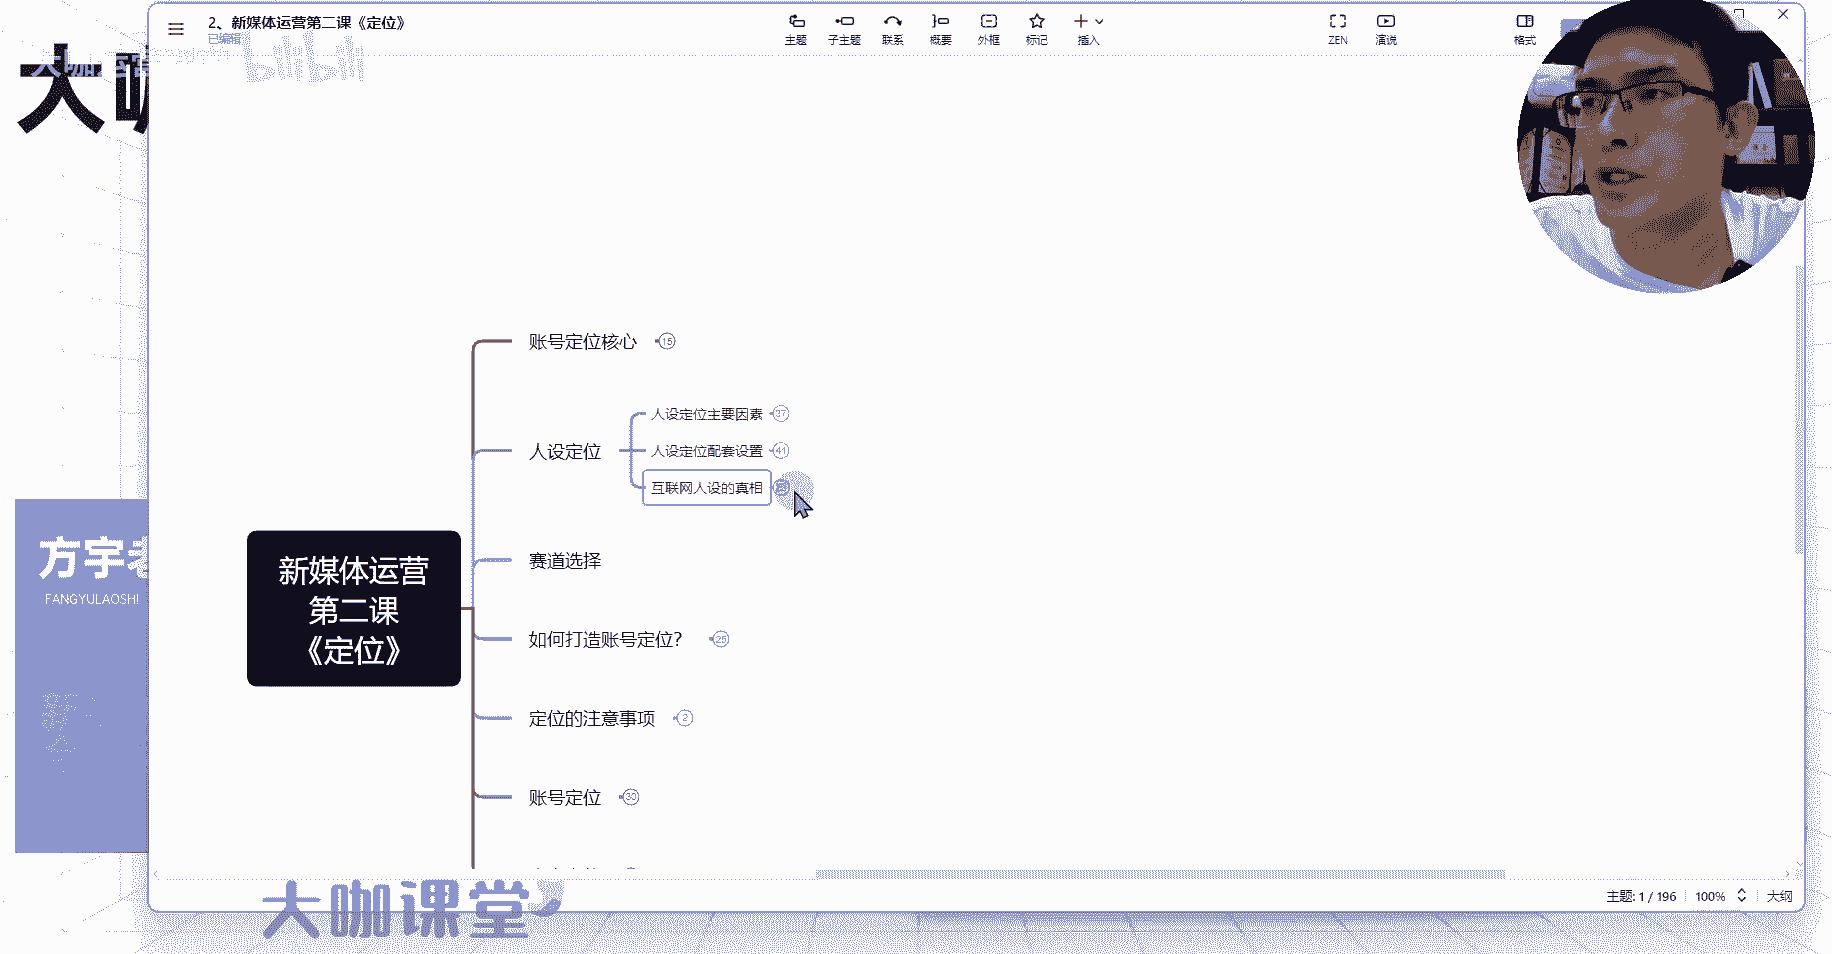 2、新媒体运营第二课《定位》
已编辑
主题
子主题
联系
概要
外框
标记
插入
ZEN
演说
格式
bilibili
大咖
账号定位核心
15
人设定位主要因素
37
人设定位
人设定位配套设置
41
互联网人设的真相
新媒体运营
第二课
《定位》
赛道选择
如何打造账号定位?
25
定位的注意事项
2
账号定位
30
方宇老
FANGYULAOSHI
主题: 1 / 196
100%
大纲
大咖课堂